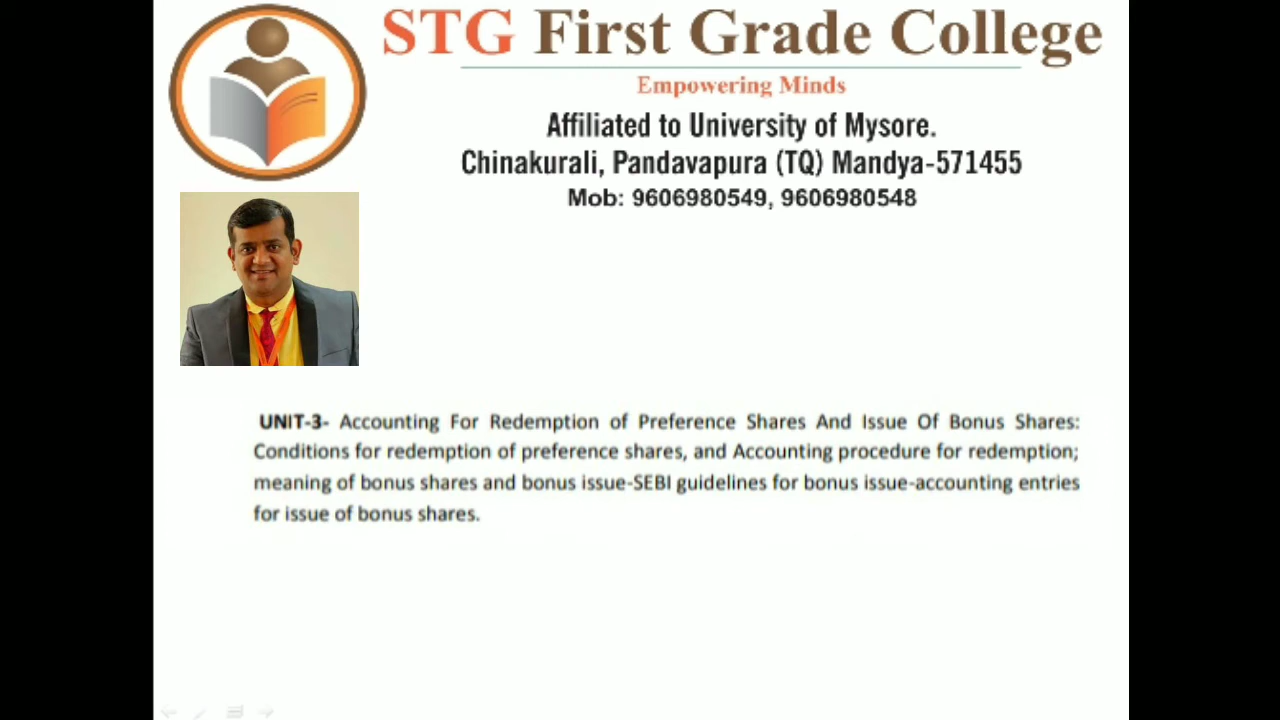 STG First Grade College
Empowering Minds
Affiliated to University of Mysore.
Chinakurali, Pandavapura (TQ) Mandya-571455
Mob: 9606980549, 9606980548
UNIT-3- Accounting For Redemption of Preference Shares And Issue Of Bonus Shares:
Conditions for redemption of preference shares, and Accounting procedure for redemption;
meaning of bonus shares and bonus issue-SEBI guidelines for bonus issue-accounting entries
for issue of bonus shares.